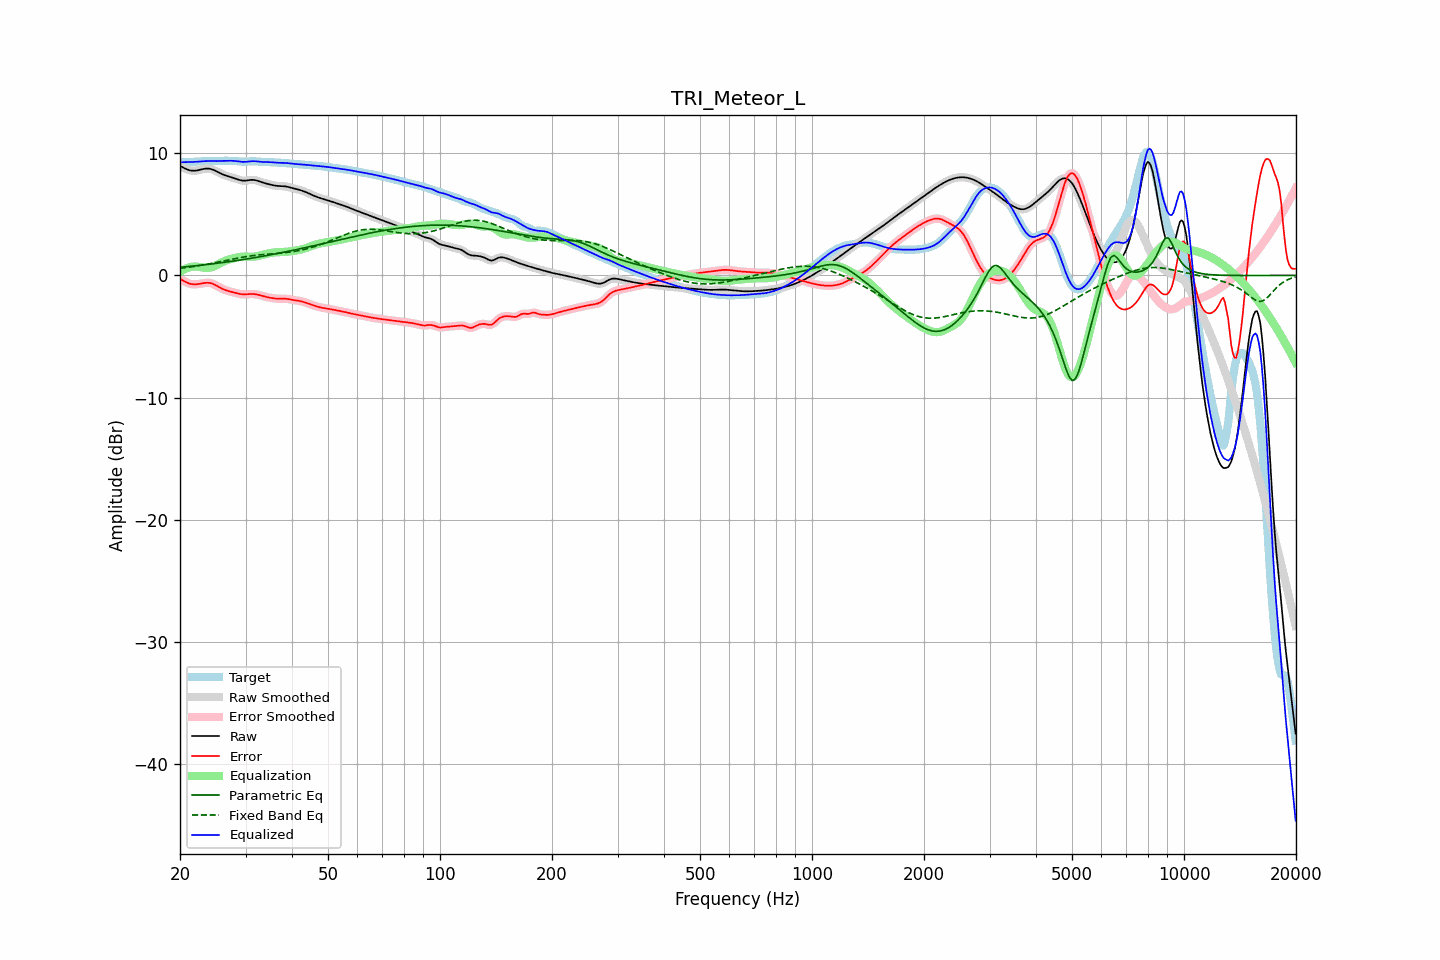 TRI_Meteor_L
Amplitude (dBr)
10
0
−10
−20
−30
−40
Target
Raw Smoothed
Error Smoothed
Raw
Error
Equalization
Parametric Eq
Fixed Band Eq
Equalized
20 50 100 200 500 1000 2000 5000 10000 20000
Frequency (Hz)